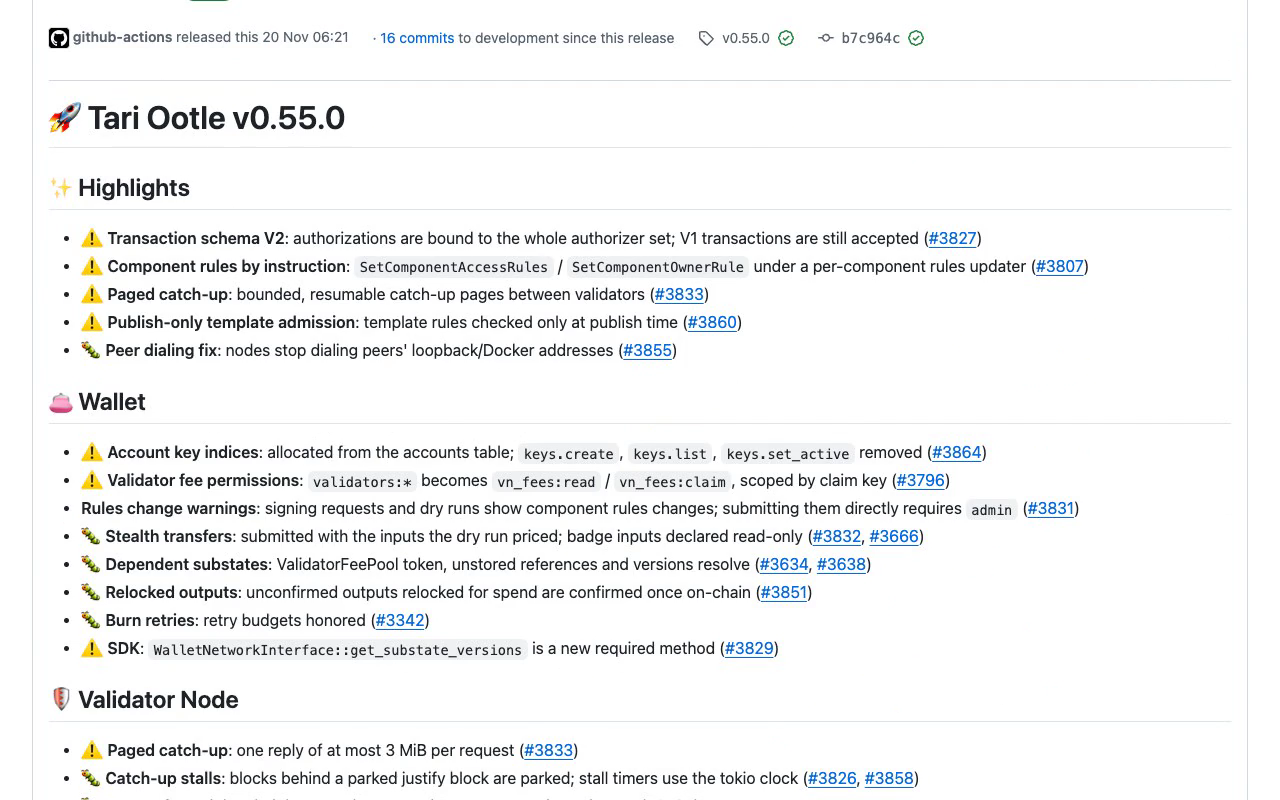 github-actions released this 20 Nov 06:21 · 16 commits to development since this release v0.55.0 b7c964c
🚀 Tari Ootle v0.55.0
✨ Highlights
• ⚠️ Transaction schema V2: authorizations are bound to the whole authorizer set; V1 transactions are still accepted (#3827)
• ⚠️ Component rules by instruction: SetComponentAccessRules / SetComponentOwnerRule under a per-component rules updater (#3807)
• ⚠️ Paged catch-up: bounded, resumable catch-up pages between validators (#3833)
• ⚠️ Publish-only template admission: template rules checked only at publish time (#3860)
• 🐛 Peer dialing fix: nodes stop dialing peers' loopback/Docker addresses (#3855)
👛 Wallet
• ⚠️ Account key indices: allocated from the accounts table; keys.create, keys.list, keys.set_active removed (#3864)
• ⚠️ Validator fee permissions: validators:* becomes vn_fees:read / vn_fees:claim, scoped by claim key (#3796)
• Rules change warnings: signing requests and dry runs show component rules changes; submitting them directly requires admin (#3831)
• 🐛 Stealth transfers: submitted with the inputs the dry run priced; badge inputs declared read-only (#3832, #3666)
• 🐛 Dependent substates: ValidatorFeePool token, unstored references and versions resolve (#3634, #3638)
• 🐛 Relocked outputs: unconfirmed outputs relocked for spend are confirmed once on-chain (#3851)
• 🐛 Burn retries: retry budgets honored (#3342)
• ⚠️ SDK: WalletNetworkInterface::get_substate_versions is a new required method (#3829)
🛡️ Validator Node
• ⚠️ Paged catch-up: one reply of at most 3 MiB per request (#3833)
• 🐛 Catch-up stalls: blocks behind a parked justify block are parked; stall timers use the tokio clock (#3826, #3858)